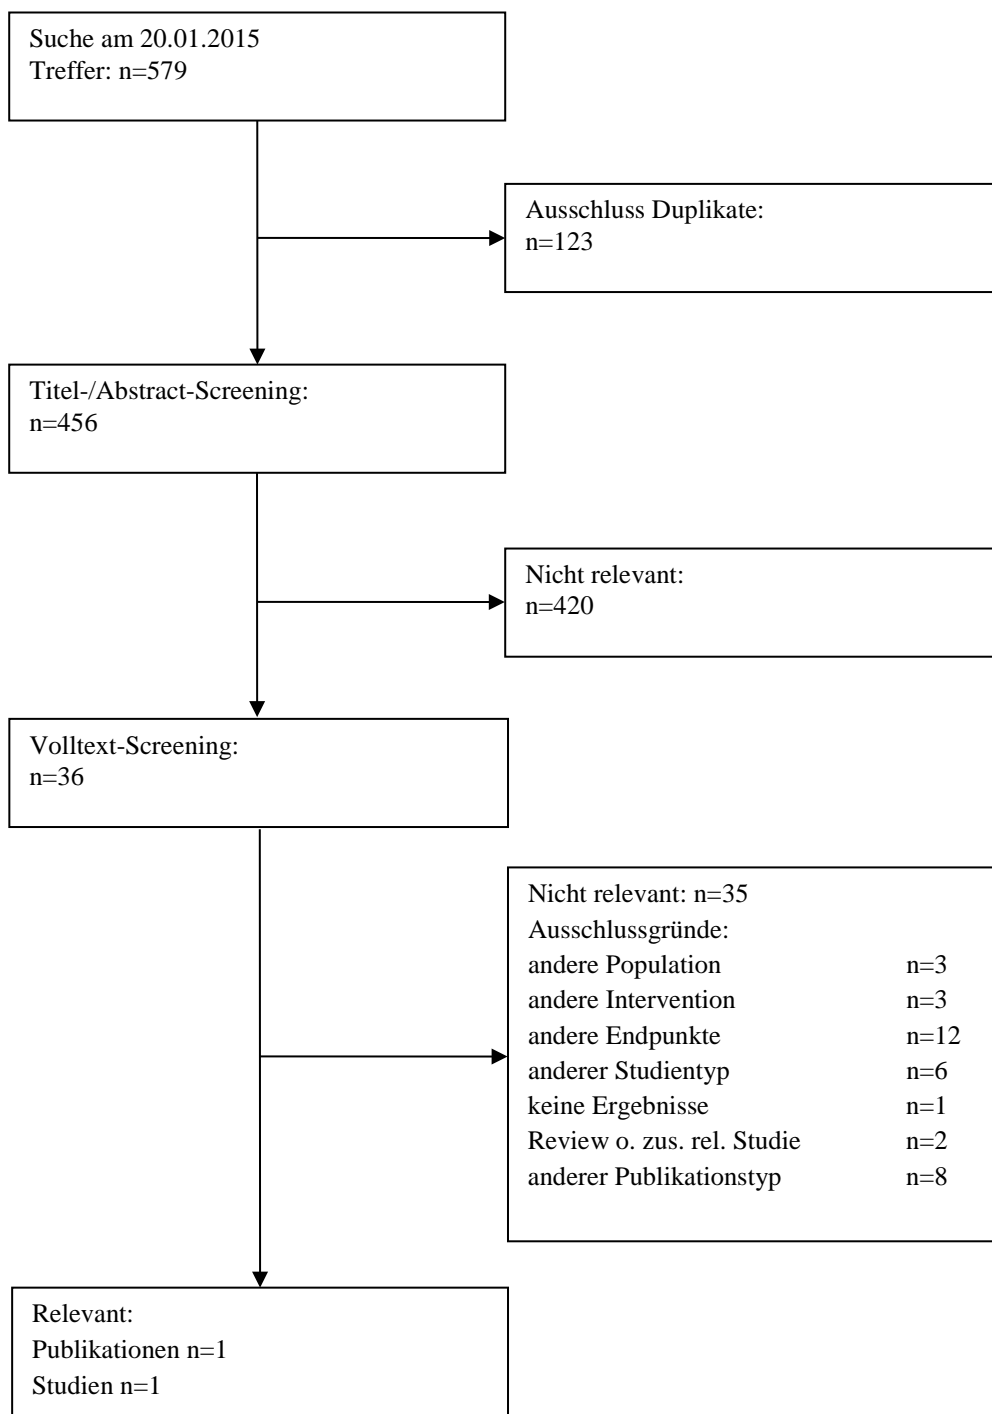 Suche am 20.01.2015
Treffer: n=579
Ausschluss Duplikate:
n=123
Titel-/Abstract-Screening:
n=456
Nicht relevant:
n=420
Volltext-Screening:
n=36
Nicht relevant: n=35
Ausschlussgründe:
andere Population n=3
andere Intervention n=3
andere Endpunkte n=12
anderer Studientyp n=6
keine Ergebnisse n=1
Review o. zus. rel. Studie n=2
anderer Publikationstyp n=8
Relevant:
Publikationen n=1
Studien n=1